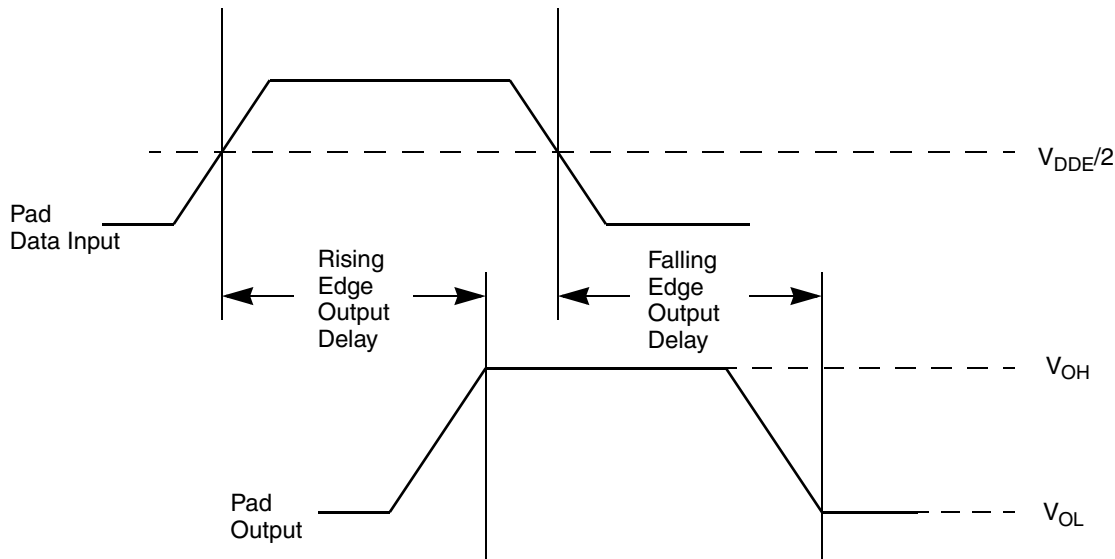 V_DDE/2
Pad
Data Input
Rising
Edge
Output
Delay
Falling
Edge
Output
Delay
V_OH
Pad
Output
V_OL